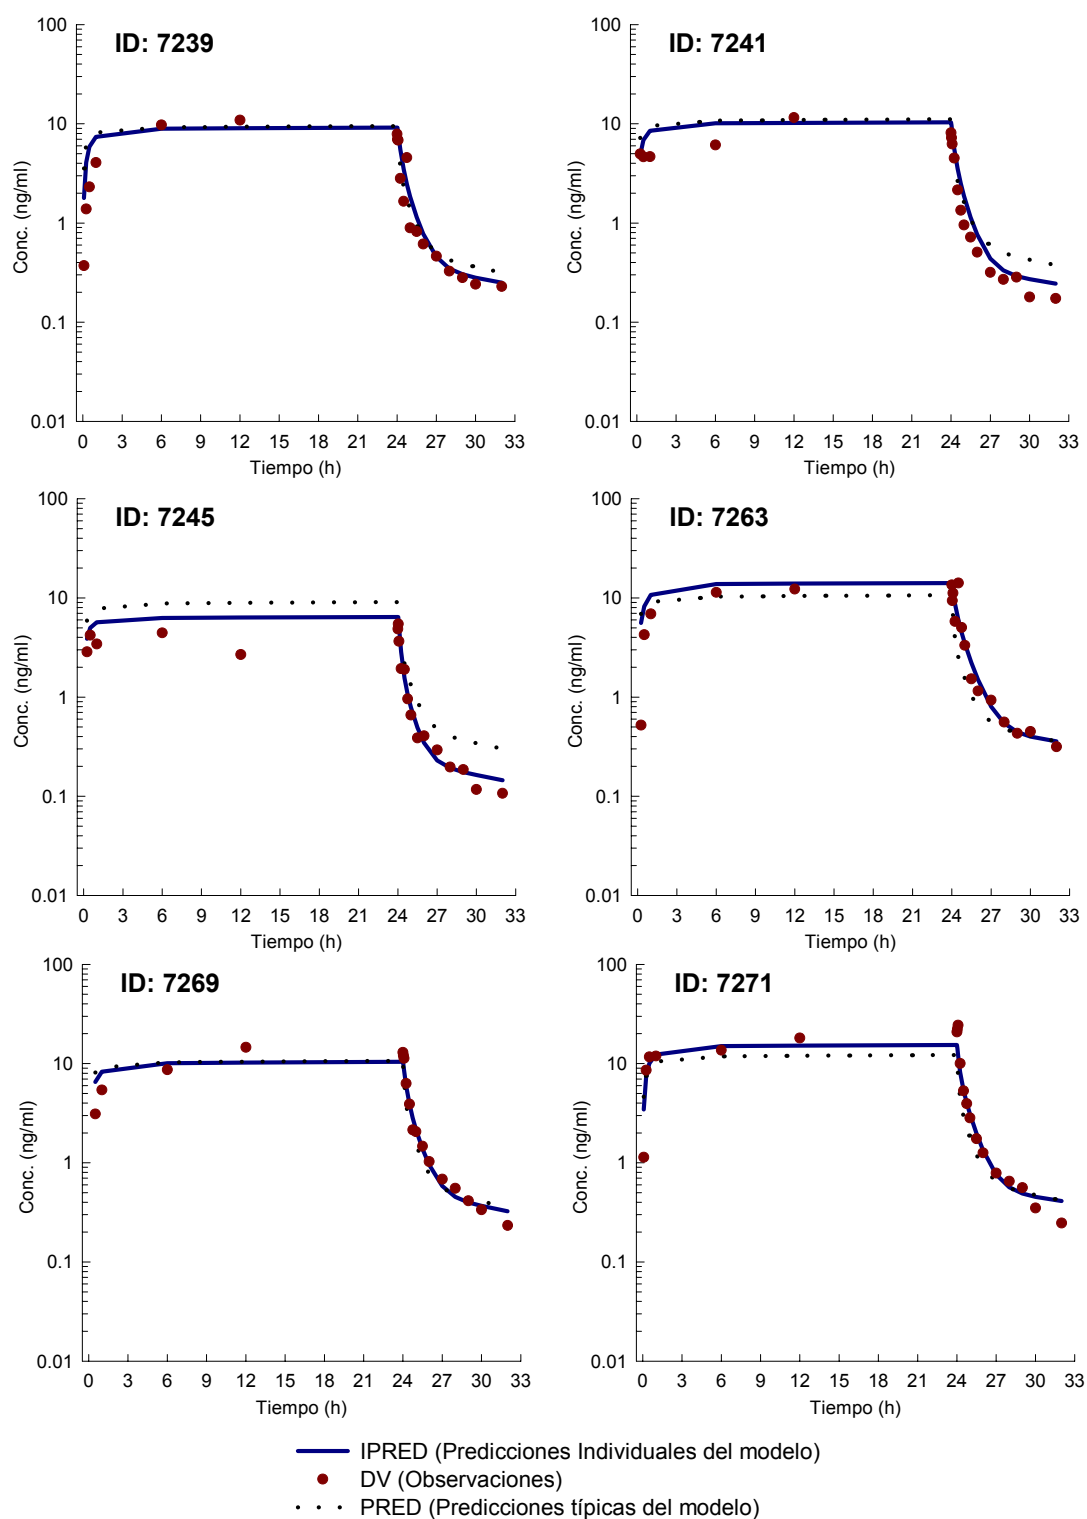 ID: 7239
100
10
1
0.1
0.01
Conc. (ng/ml)
0 3 6 9 12 15 18 21 24 27 30 33
Tiempo (h)
ID: 7241
100
10
1
0.1
0.01
Conc. (ng/ml)
0 3 6 9 12 15 18 21 24 27 30 33
Tiempo (h)
ID: 7245
100
10
1
0.1
0.01
Conc. (ng/ml)
0 3 6 9 12 15 18 21 24 27 30 33
Tiempo (h)
ID: 7263
100
10
1
0.1
0.01
Conc. (ng/ml)
0 3 6 9 12 15 18 21 24 27 30 33
Tiempo (h)
ID: 7269
100
10
1
0.1
0.01
Conc. (ng/ml)
0 3 6 9 12 15 18 21 24 27 30 33
Tiempo (h)
ID: 7271
100
10
1
0.1
0.01
Conc. (ng/ml)
0 3 6 9 12 15 18 21 24 27 30 33
Tiempo (h)
IPRED (Predicciones Individuales del modelo)
DV (Observaciones)
PRED (Predicciones típicas del modelo)